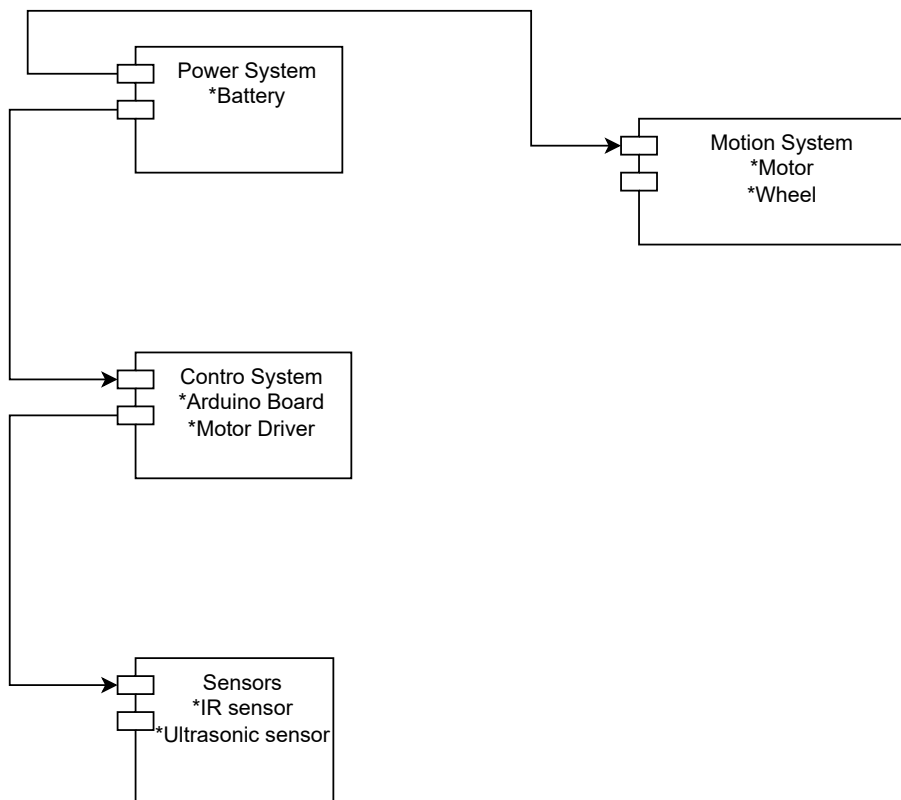 Power System
*Battery
Motion System
*Motor
*Wheel
Contro System
*Arduino Board
*Motor Driver
Sensors
*IR sensor
*Ultrasonic sensor